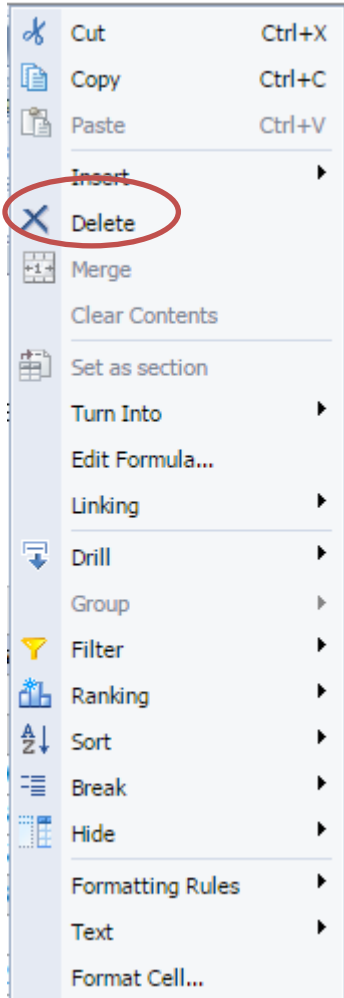 Cut Ctrl+X
Copy Ctrl+C
Paste Ctrl+V
Insert
Delete
Merge
Clear Contents
Set as section
Turn Into
Edit Formula...
Linking
Drill
Group
Filter
Ranking
Sort
Break
Hide
Formatting Rules
Text
Format Cell...